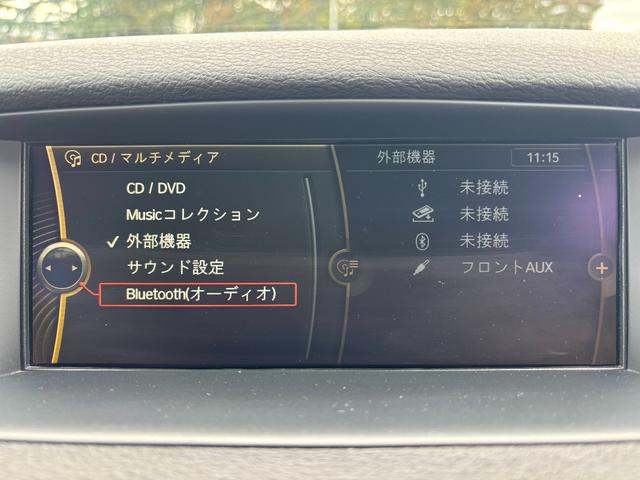 CD / マルチメディア
CD / DVD
Musicコレクション
外部機器
サウンド設定
Bluetooth(オーディオ)
外部機器 11:15
未接続
未接続
未接続
フロントAUX